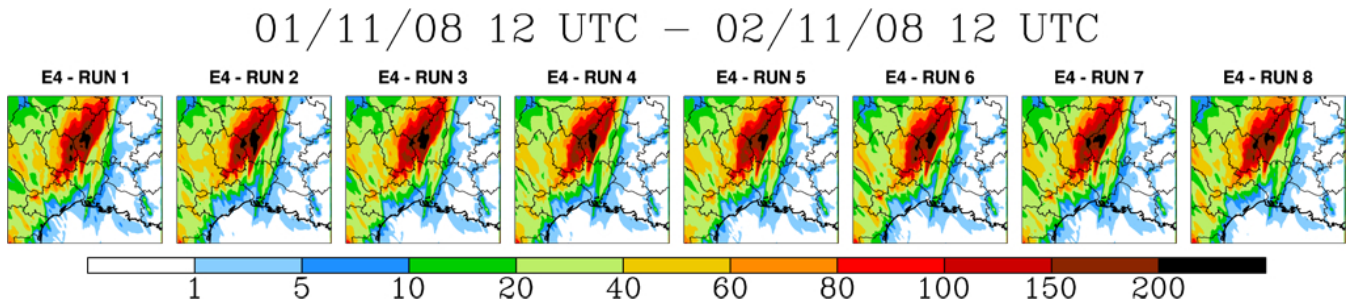 01/11/08 12 UTC – 02/11/08 12 UTC
E4 - RUN 1 E4 - RUN 2 E4 - RUN 3 E4 - RUN 4 E4 - RUN 5 E4 - RUN 6 E4 - RUN 7 E4 - RUN 8
1 5 10 20 40 60 80 100 150 200